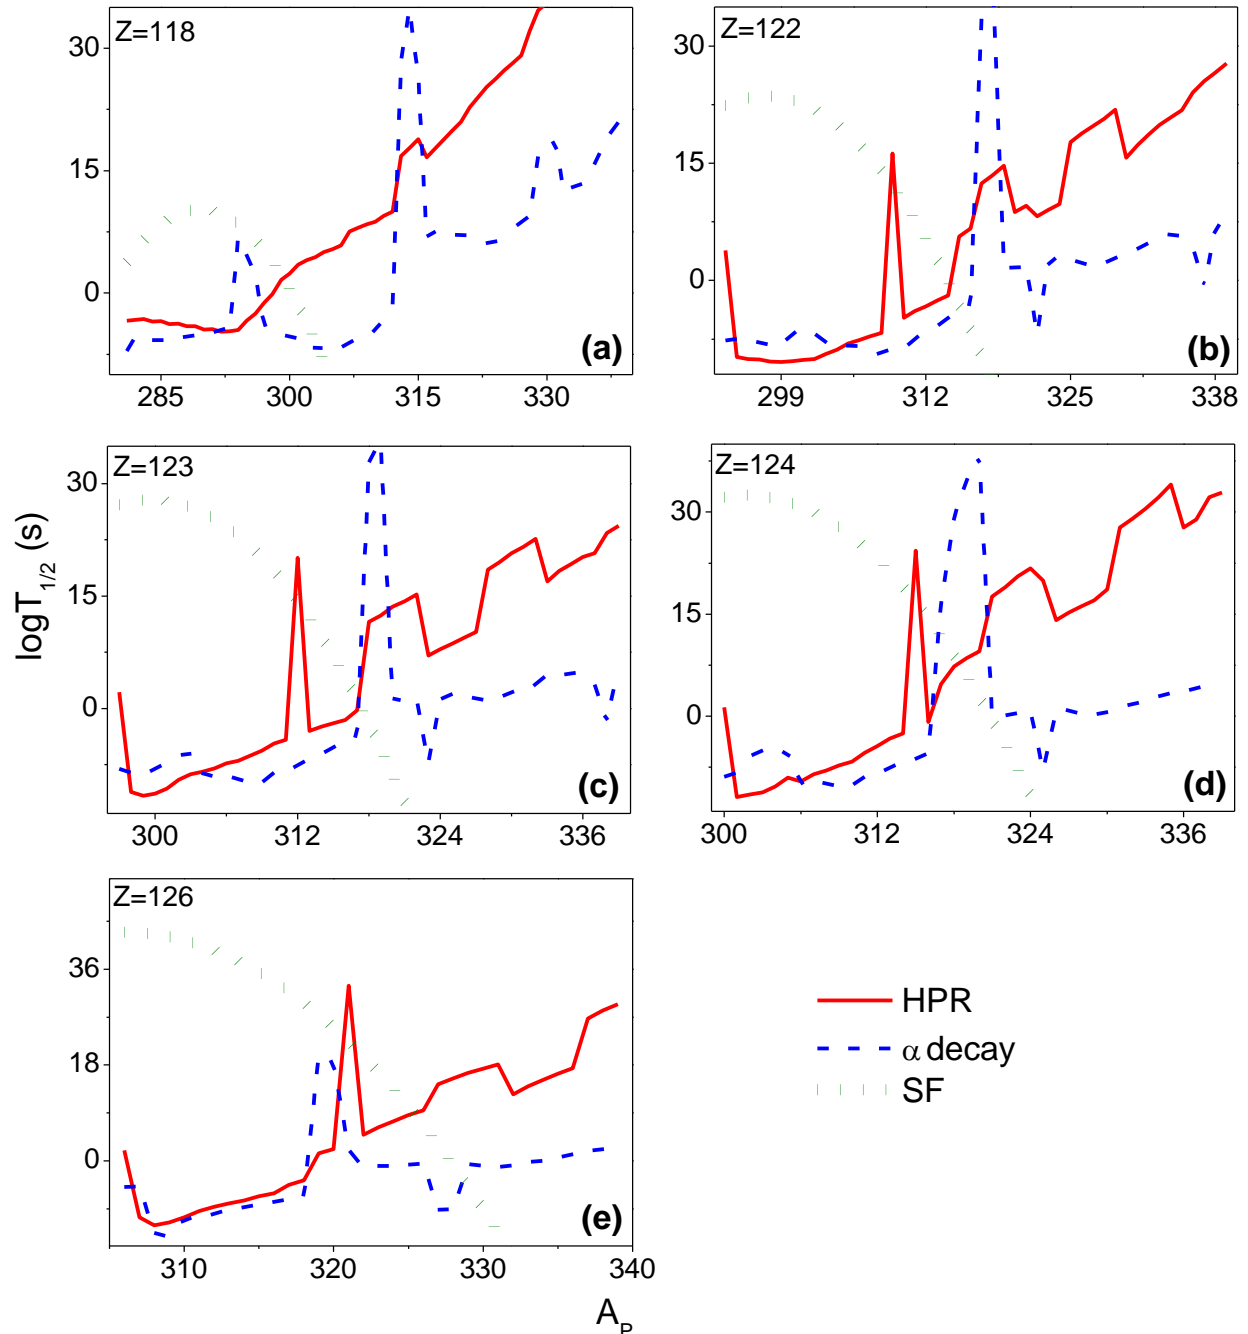 Z=118
30
15
0
285 300 315 330
(a)
Z=122
30
15
0
299 312 325 338
(b)
logT1/2 (s)
Z=123
30
15
0
300 312 324 336
(c)
Z=124
30
15
0
300 312 324 336
(d)
Z=126
36
18
0
310 320 330 340
(e)
HPR
α decay
SF
AP